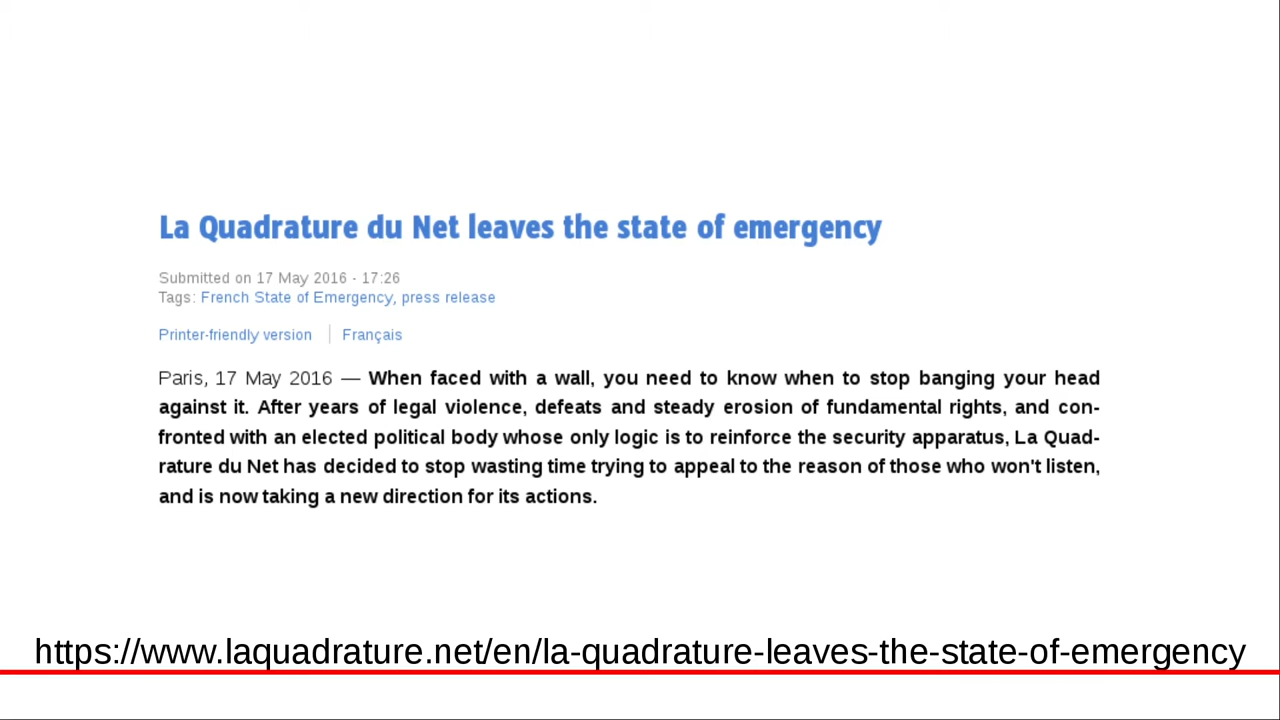 La Quadrature du Net leaves the state of emergency
Submitted on 17 May 2016 - 17:26
Tags: French State of Emergency, press release
Printer-friendly version | Français
Paris, 17 May 2016 — When faced with a wall, you need to know when to stop banging your head
against it. After years of legal violence, defeats and steady erosion of fundamental rights, and con-
fronted with an elected political body whose only logic is to reinforce the security apparatus, La Quad-
rature du Net has decided to stop wasting time trying to appeal to the reason of those who won't listen,
and is now taking a new direction for its actions.
https://www.laquadrature.net/en/la-quadrature-leaves-the-state-of-emergency